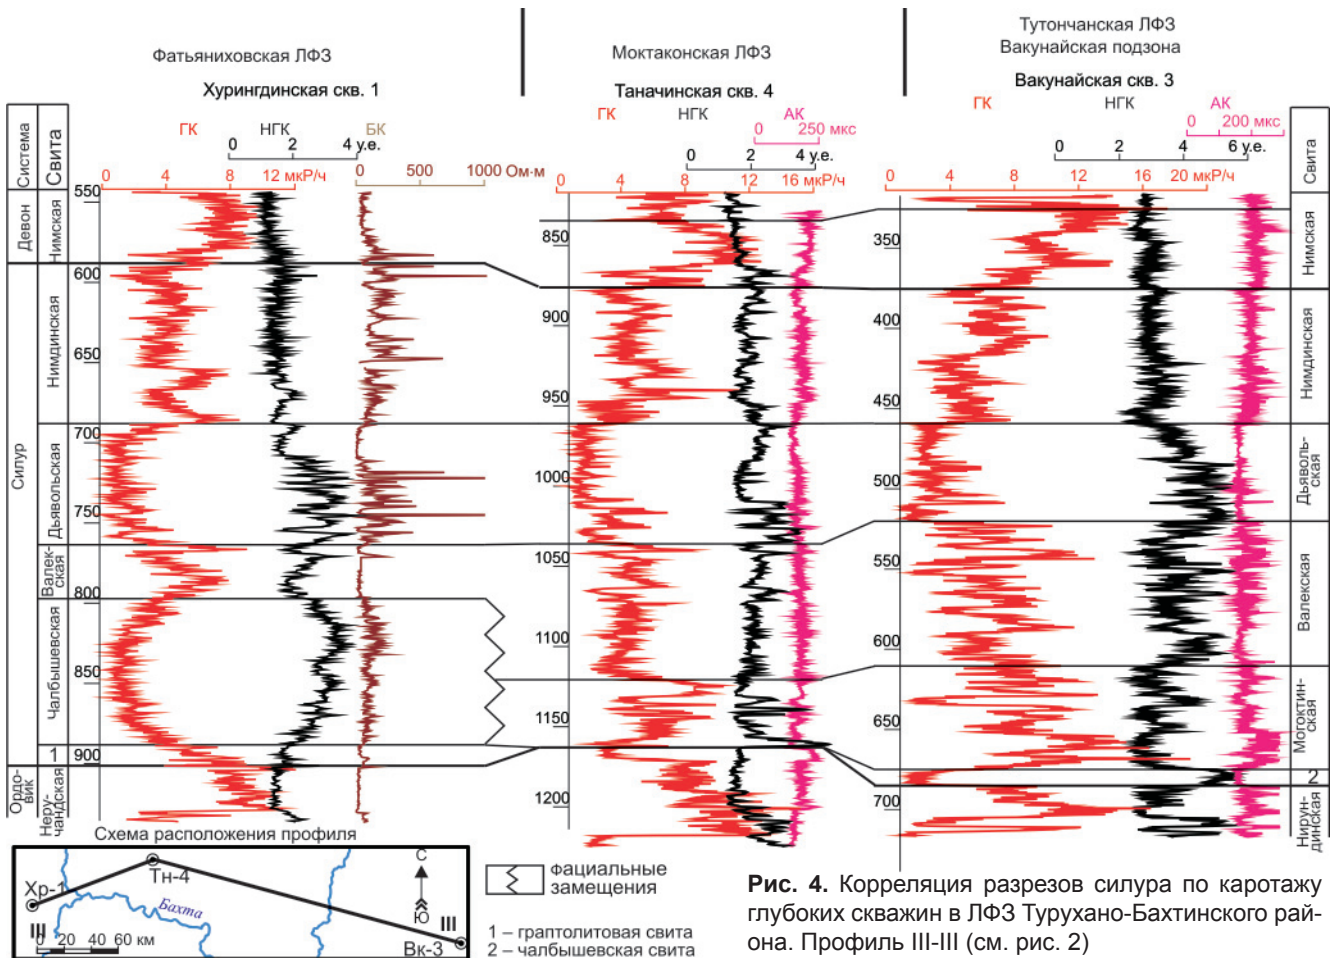 Фатьяниховская ЛФЗ
Моктаконская ЛФЗ
Тутончанская ЛФЗ
Вакунайская подзона
Хурингдинская скв. 1
Таначинская скв. 4
Вакунайская скв. 3
Система
Свита
ГК
НГК
БК
0 2 4 у.е.
0 4 8 12 мкР/ч
0 500 1000 Ом·м
ГК
НГК
АК
0 250 мкс
0 2 4 у.е.
0 4 8 12 16 мкР/ч
ГК
НГК
АК
0 200 мкс
0 2 4 6 у.е.
0 4 8 12 16 20 мкР/ч
Свита
Девон
Силур
Ордо-
вик
Нимская
Нимдинская
Дьявольская
Валек-
ская
Чалбышевская
1
Неру-
чандская
550
600
650
700
750
800
850
900
850
900
950
1000
1050
1100
1150
1200
350
400
450
500
550
600
650
700
Нимская
Нимдинская
Дьяволь-
ская
Валекская
Могоктин-
ская
2
Нирун-
динская
Схема расположения профиля
Хр-1
Тн-4
Бахта
С
Ю
III
III
Вк-3
0 20 40 60 км
фациальные
замещения
1 – граптолитовая свита
2 – чалбышевская свита
Рис. 4. Корреляция разрезов силура по каротажу
глубоких скважин в ЛФЗ Турухано-Бахтинского рай-
она. Профиль III-III (см. рис. 2)